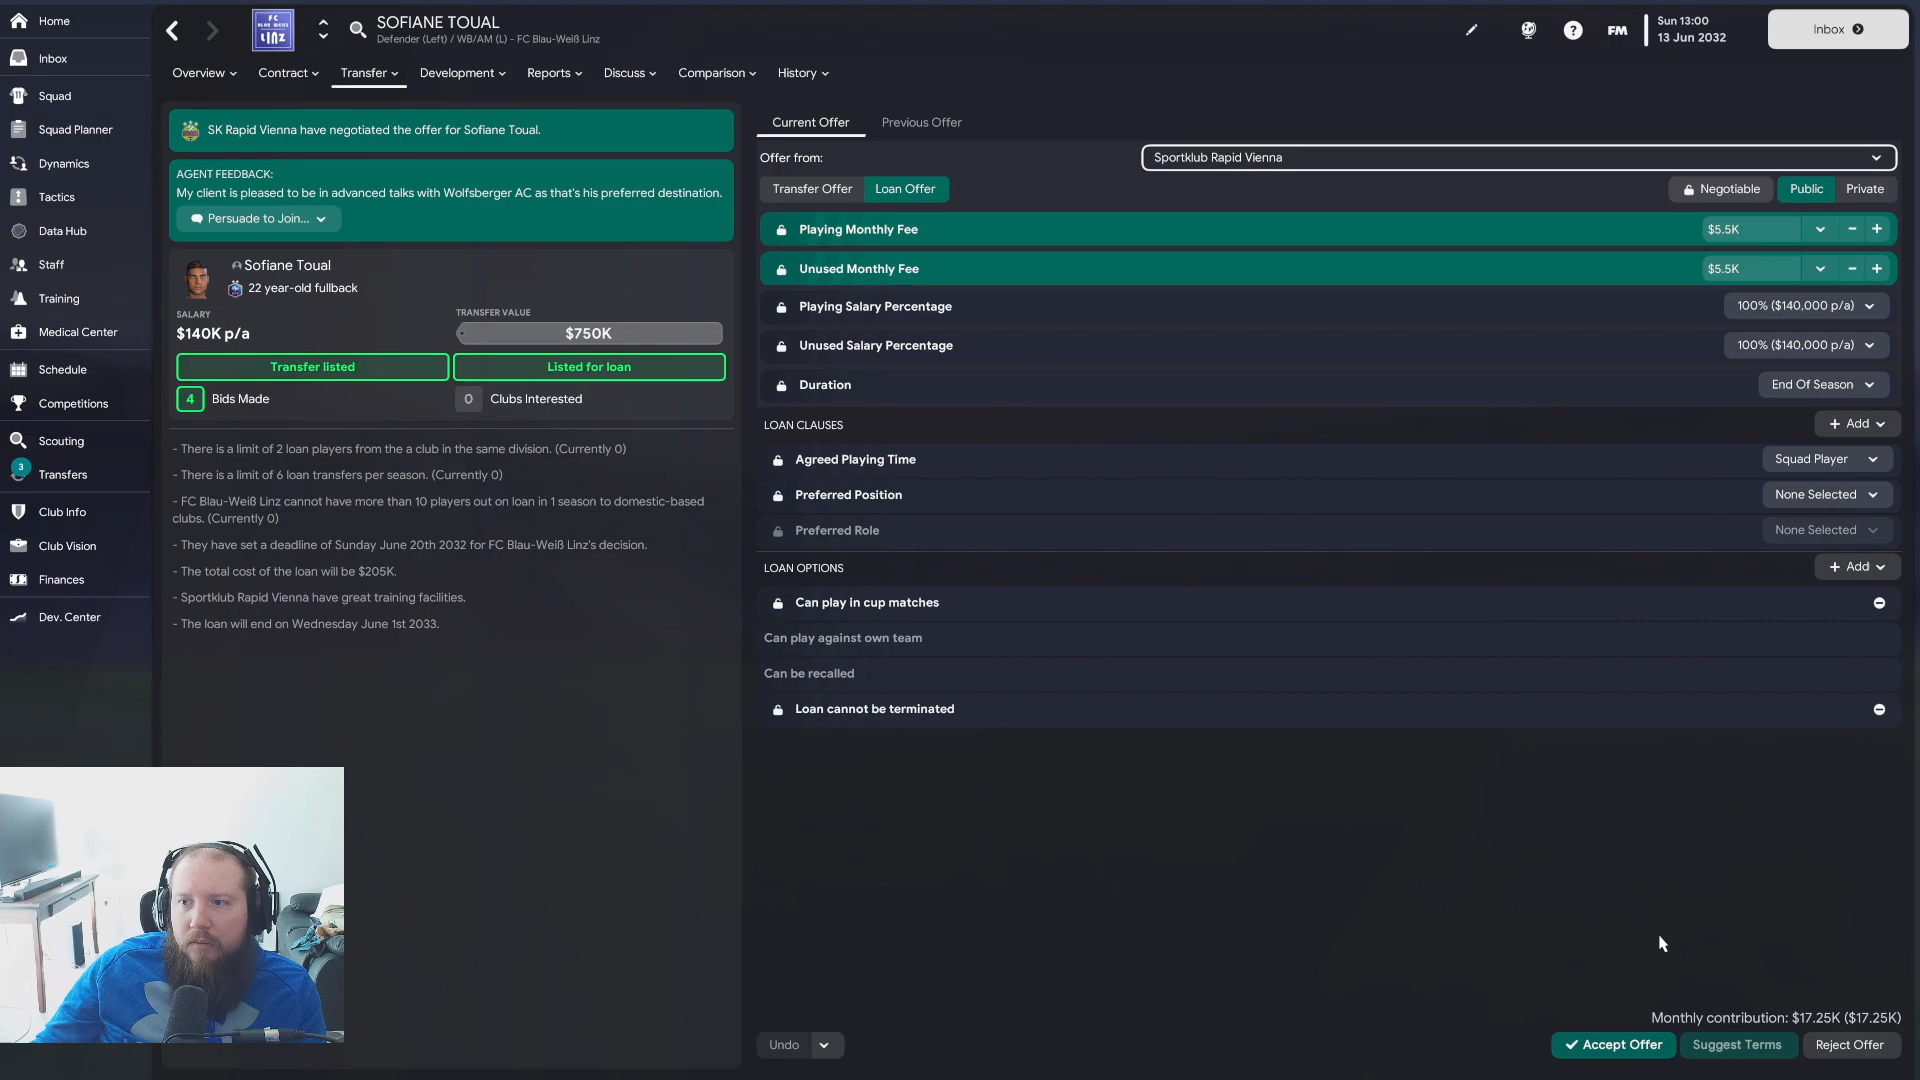 Home
Inbox
Squad
Squad Planner
Dynamics
Tactics
Data Hub
Staff
Training
Medical Center
Schedule
Competitions
Scouting
3
Transfers
Club Info
Club Vision
Finances
Dev. Center
FC
BLAU WEISS
LINZ
SOFIANE TOUAL
Defender (Left) / WB/AM (L) - FC Blau-Weiß Linz
FM
Sun 13:00
13 Jun 2032
Inbox
Overview
Contract
Transfer
Development
Reports
Discuss
Comparison
History
SK Rapid Vienna have negotiated the offer for Sofiane Toual.
AGENT FEEDBACK:
My client is pleased to be in advanced talks with Wolfsberger AC as that's his preferred destination.
Persuade to Join...
Sofiane Toual
22 year-old fullback
SALARY
$140K p/a
TRANSFER VALUE
$750K
Transfer listed
Listed for loan
4 Bids Made
0 Clubs Interested
- There is a limit of 2 loan players from the a club in the same division. (Currently 0)
- There is a limit of 6 loan transfers per season. (Currently 0)
- FC Blau-Weiß Linz cannot have more than 10 players out on loan in 1 season to domestic-based
clubs. (Currently 0)
- They have set a deadline of Sunday June 20th 2032 for FC Blau-Weiß Linz's decision.
- The total cost of the loan will be $205K.
- Sportklub Rapid Vienna have great training facilities.
- The loan will end on Wednesday June 1st 2033.
Current Offer
Previous Offer
Offer from:
Sportklub Rapid Vienna
Transfer Offer
Loan Offer
Negotiable
Public
Private
Playing Monthly Fee
$5.5K
Unused Monthly Fee
$5.5K
Playing Salary Percentage
100% ($140,000 p/a)
Unused Salary Percentage
100% ($140,000 p/a)
Duration
End Of Season
LOAN CLAUSES
+ Add
Agreed Playing Time
Squad Player
Preferred Position
None Selected
Preferred Role
None Selected
LOAN OPTIONS
+ Add
Can play in cup matches
Can play against own team
Can be recalled
Loan cannot be terminated
Monthly contribution: $17.25K ($17.25K)
Undo
Accept Offer
Suggest Terms
Reject Offer